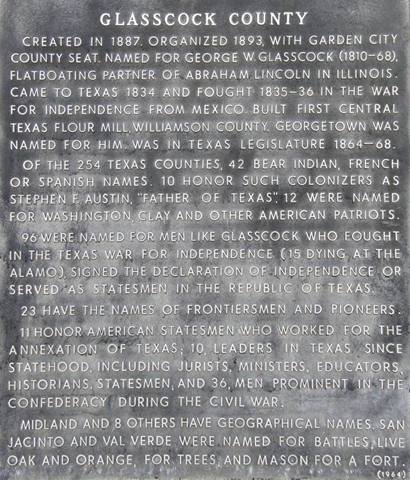 GLASSCOCK COUNTY
CREATED IN 1887. ORGANIZED 1893, WITH GARDEN CITY
COUNTY SEAT. NAMED FOR GEORGE W. GLASSCOCK (1810-68),
FLATBOATING PARTNER OF ABRAHAM LINCOLN IN ILLINOIS.
CAME TO TEXAS 1834 AND FOUGHT 1835-36 IN THE WAR
FOR INDEPENDENCE FROM MEXICO. BUILT FIRST CENTRAL
TEXAS FLOUR MILL, WILLIAMSON COUNTY. GEORGETOWN WAS
NAMED FOR HIM. WAS IN TEXAS LEGISLATURE 1864-68.
OF THE 254 TEXAS COUNTIES, 42 BEAR INDIAN, FRENCH
OR SPANISH NAMES. 10 HONOR SUCH COLONIZERS AS
STEPHEN F. AUSTIN, "FATHER OF TEXAS". 12 WERE NAMED
FOR WASHINGTON, CLAY AND OTHER AMERICAN PATRIOTS.
96 WERE NAMED FOR MEN LIKE GLASSCOCK WHO FOUGHT
IN THE TEXAS WAR FOR INDEPENDENCE (15 DYING AT THE
ALAMO), SIGNED THE DECLARATION OF INDEPENDENCE OR
SERVED AS STATESMEN IN THE REPUBLIC OF TEXAS.
23 HAVE THE NAMES OF FRONTIERSMEN AND PIONEERS.
11 HONOR AMERICAN STATESMEN WHO WORKED FOR THE
ANNEXATION OF TEXAS; 10, LEADERS IN TEXAS SINCE
STATEHOOD, INCLUDING JURISTS, MINISTERS, EDUCATORS,
HISTORIANS, STATESMEN, AND 36, MEN PROMINENT IN THE
CONFEDERACY DURING THE CIVIL WAR.
MIDLAND AND 8 OTHERS HAVE GEOGRAPHICAL NAMES. SAN
JACINTO AND VAL VERDE WERE NAMED FOR BATTLES, LIVE
OAK AND ORANGE, FOR TREES, AND MASON FOR A FORT.
(1964)